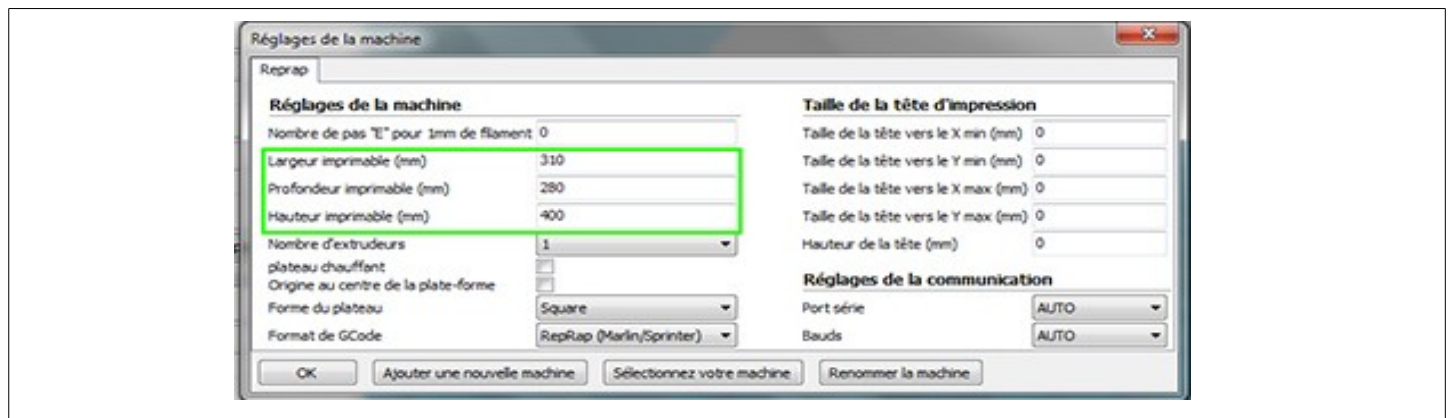 Réglages de la machine
Reprap
Réglages de la machine
Nombre de pas "E" pour 1mm de filament 0
Largeur imprimable (mm) 310
Profondeur imprimable (mm) 280
Hauteur imprimable (mm) 400
Nombre d'extrudeurs 1
plateau chauffant
Origine au centre de la plate-forme
Forme du plateau Square
Format de GCode RepRap (Marlin/Sprinter)
Taille de la tête d'impression
Taille de la tête vers le X min (mm) 0
Taille de la tête vers le Y min (mm) 0
Taille de la tête vers le X max (mm) 0
Taille de la tête vers le Y max (mm) 0
Hauteur de la tête (mm) 0
Réglages de la communication
Port série AUTO
Bauds AUTO
OK Ajouter une nouvelle machine Sélectionnez votre machine Renommer la machine